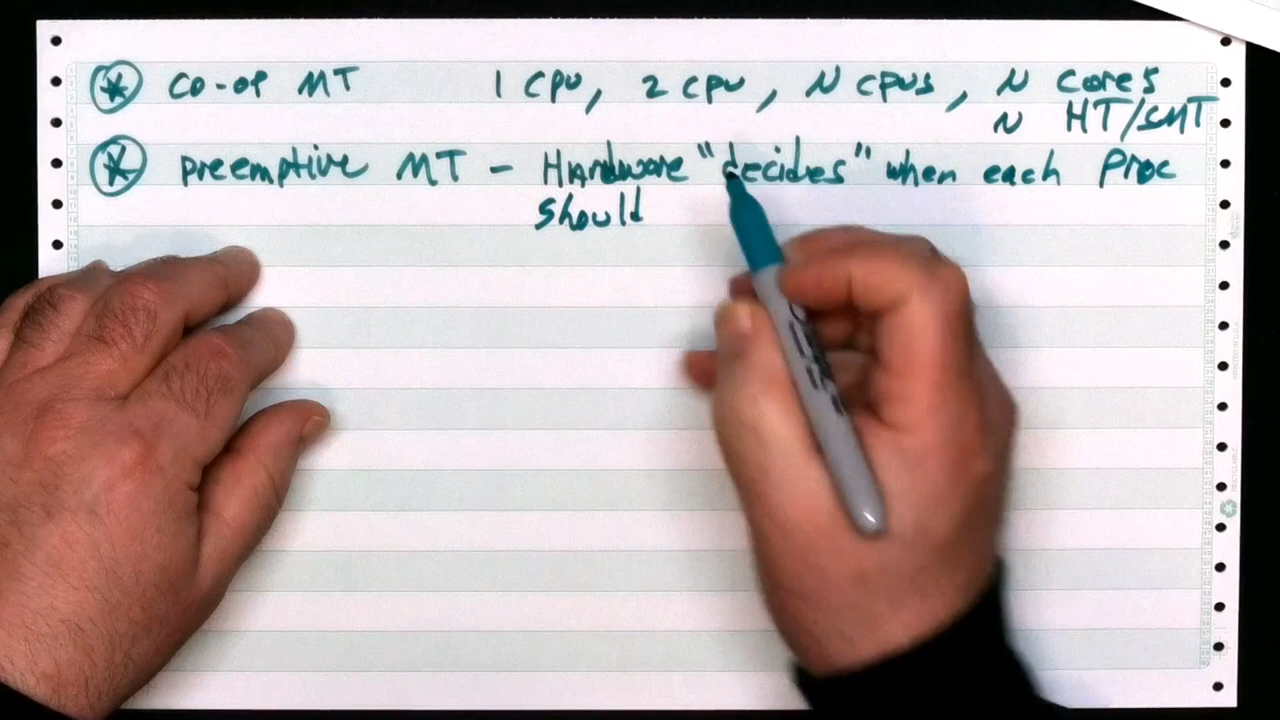 * CO-OP MT 1 CPU, 2 CPU, N CPUs, N Cores
N HT/SMT
* Preemptive MT - Hardware "decides" when each Proc
should